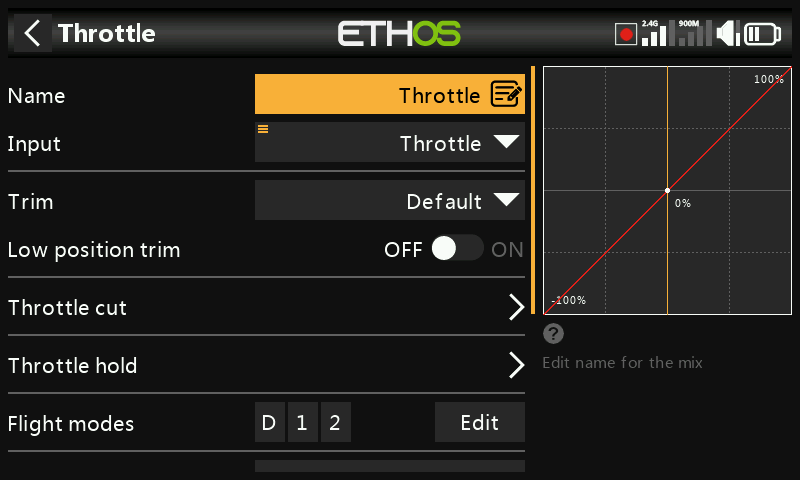 Throttle
ETHOS
2.4G
900M
Name
Throttle
Input
Throttle
Trim
Default
Low position trim
OFF
ON
Throttle cut
Throttle hold
Flight modes
D
1
2
Edit
100%
0%
-100%
?
Edit name for the mix